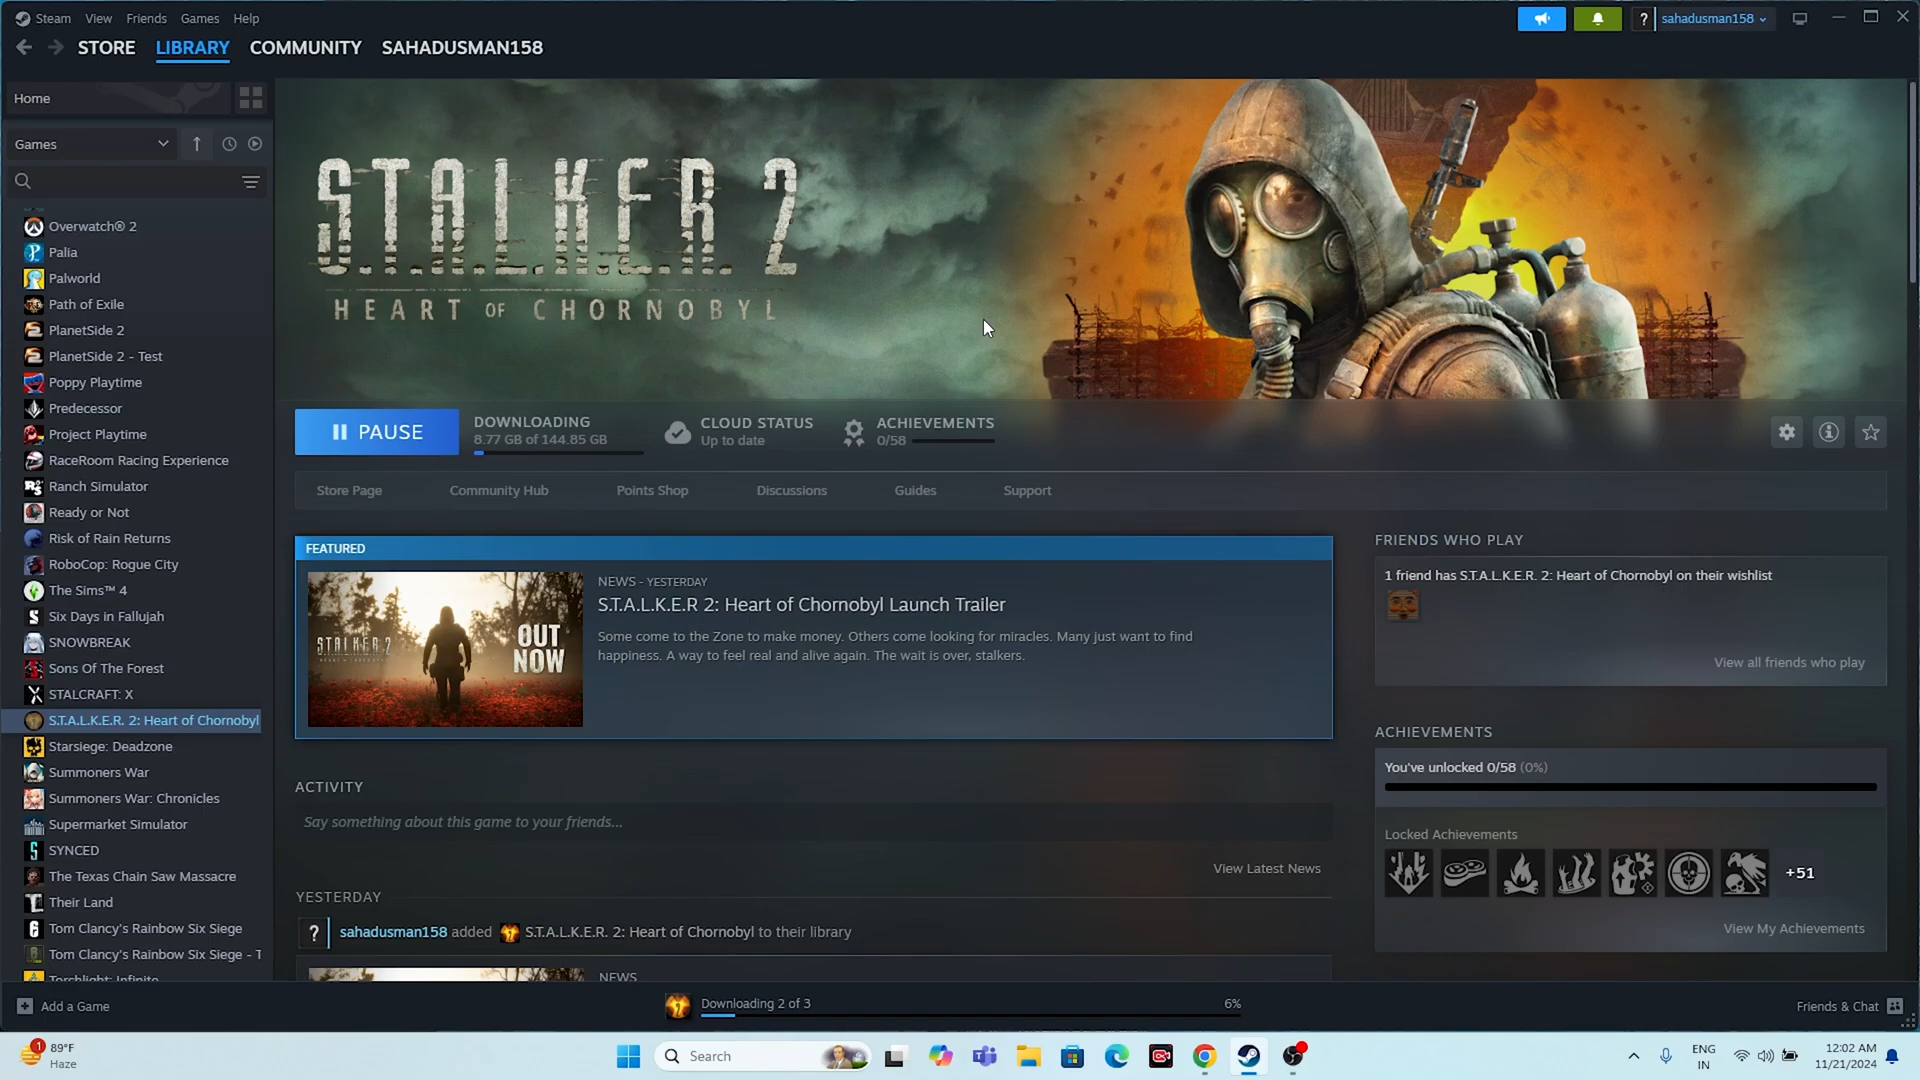 Steam View Friends Games Help
? sahadusman158
STORE LIBRARY COMMUNITY SAHADUSMAN158
Home
Games
Overwatch® 2
Palia
Palworld
Path of Exile
PlanetSide 2
PlanetSide 2 - Test
Poppy Playtime
Predecessor
Project Playtime
RaceRoom Racing Experience
Ranch Simulator
Ready or Not
Risk of Rain Returns
RoboCop: Rogue City
The Sims™ 4
Six Days in Fallujah
SNOWBREAK
Sons Of The Forest
STALCRAFT: X
S.T.A.L.K.E.R. 2: Heart of Chornobyl
Starsiege: Deadzone
Summoners War
Summoners War: Chronicles
Supermarket Simulator
SYNCED
The Texas Chain Saw Massacre
Their Land
Tom Clancy's Rainbow Six Siege
Tom Clancy's Rainbow Six Siege - T
Torchlight: Infinite
Add a Game
S.T.A.L.K.E.R. 2
HEART OF CHORNOBYL
PAUSE
DOWNLOADING
8.77 GB of 144.85 GB
CLOUD STATUS
Up to date
ACHIEVEMENTS
0/58
Store Page Community Hub Points Shop Discussions Guides Support
FEATURED
S.T.A.L.K.E.R. 2
OUT
NOW
NEWS - YESTERDAY
S.T.A.L.K.E.R 2: Heart of Chornobyl Launch Trailer
Some come to the Zone to make money. Others come looking for miracles. Many just want to find
happiness. A way to feel real and alive again. The wait is over, stalkers.
ACTIVITY
Say something about this game to your friends...
View Latest News
YESTERDAY
? sahadusman158 added S.T.A.L.K.E.R. 2: Heart of Chornobyl to their library
NEWS
FRIENDS WHO PLAY
1 friend has S.T.A.L.K.E.R. 2: Heart of Chornobyl on their wishlist
View all friends who play
ACHIEVEMENTS
You've unlocked 0/58 (0%)
Locked Achievements
+51
View My Achievements
Downloading 2 of 3 6%
Friends & Chat
1
89°F
Haze
Search
ENG
IN
12:02 AM
11/21/2024